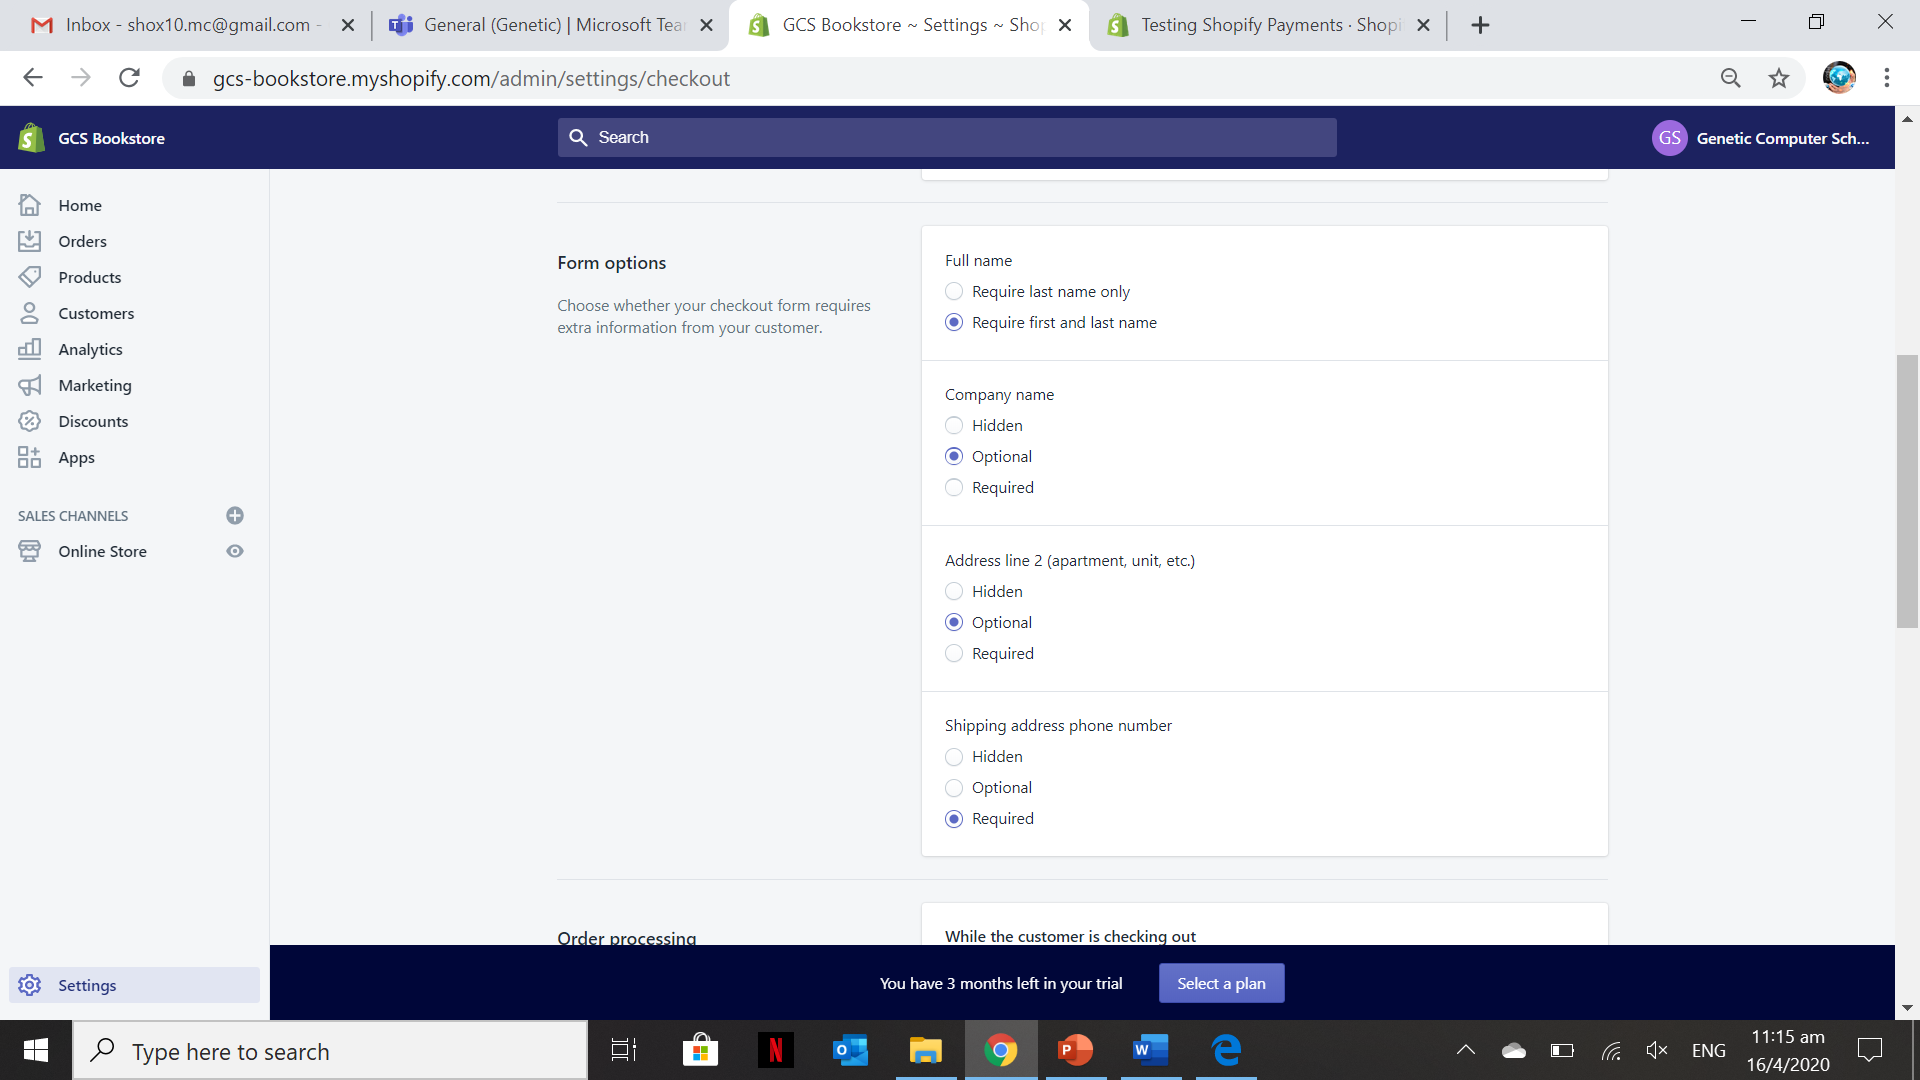 Inbox - shox10.mc@gmail.com -
General (Genetic) | Microsoft Tea
GCS Bookstore ~ Settings ~ Shop
Testing Shopify Payments · Shopi
gcs-bookstore.myshopify.com/admin/settings/checkout
GCS Bookstore
Search
GS
Genetic Computer Sch...
Home
Orders
Products
Customers
Analytics
Marketing
Discounts
Apps
SALES CHANNELS
Online Store
Settings
Form options
Choose whether your checkout form requires
extra information from your customer.
Full name
Require last name only
Require first and last name
Company name
Hidden
Optional
Required
Address line 2 (apartment, unit, etc.)
Hidden
Optional
Required
Shipping address phone number
Hidden
Optional
Required
Order processing
While the customer is checking out
You have 3 months left in your trial
Select a plan
Type here to search
ENG
11:15 am
16/4/2020